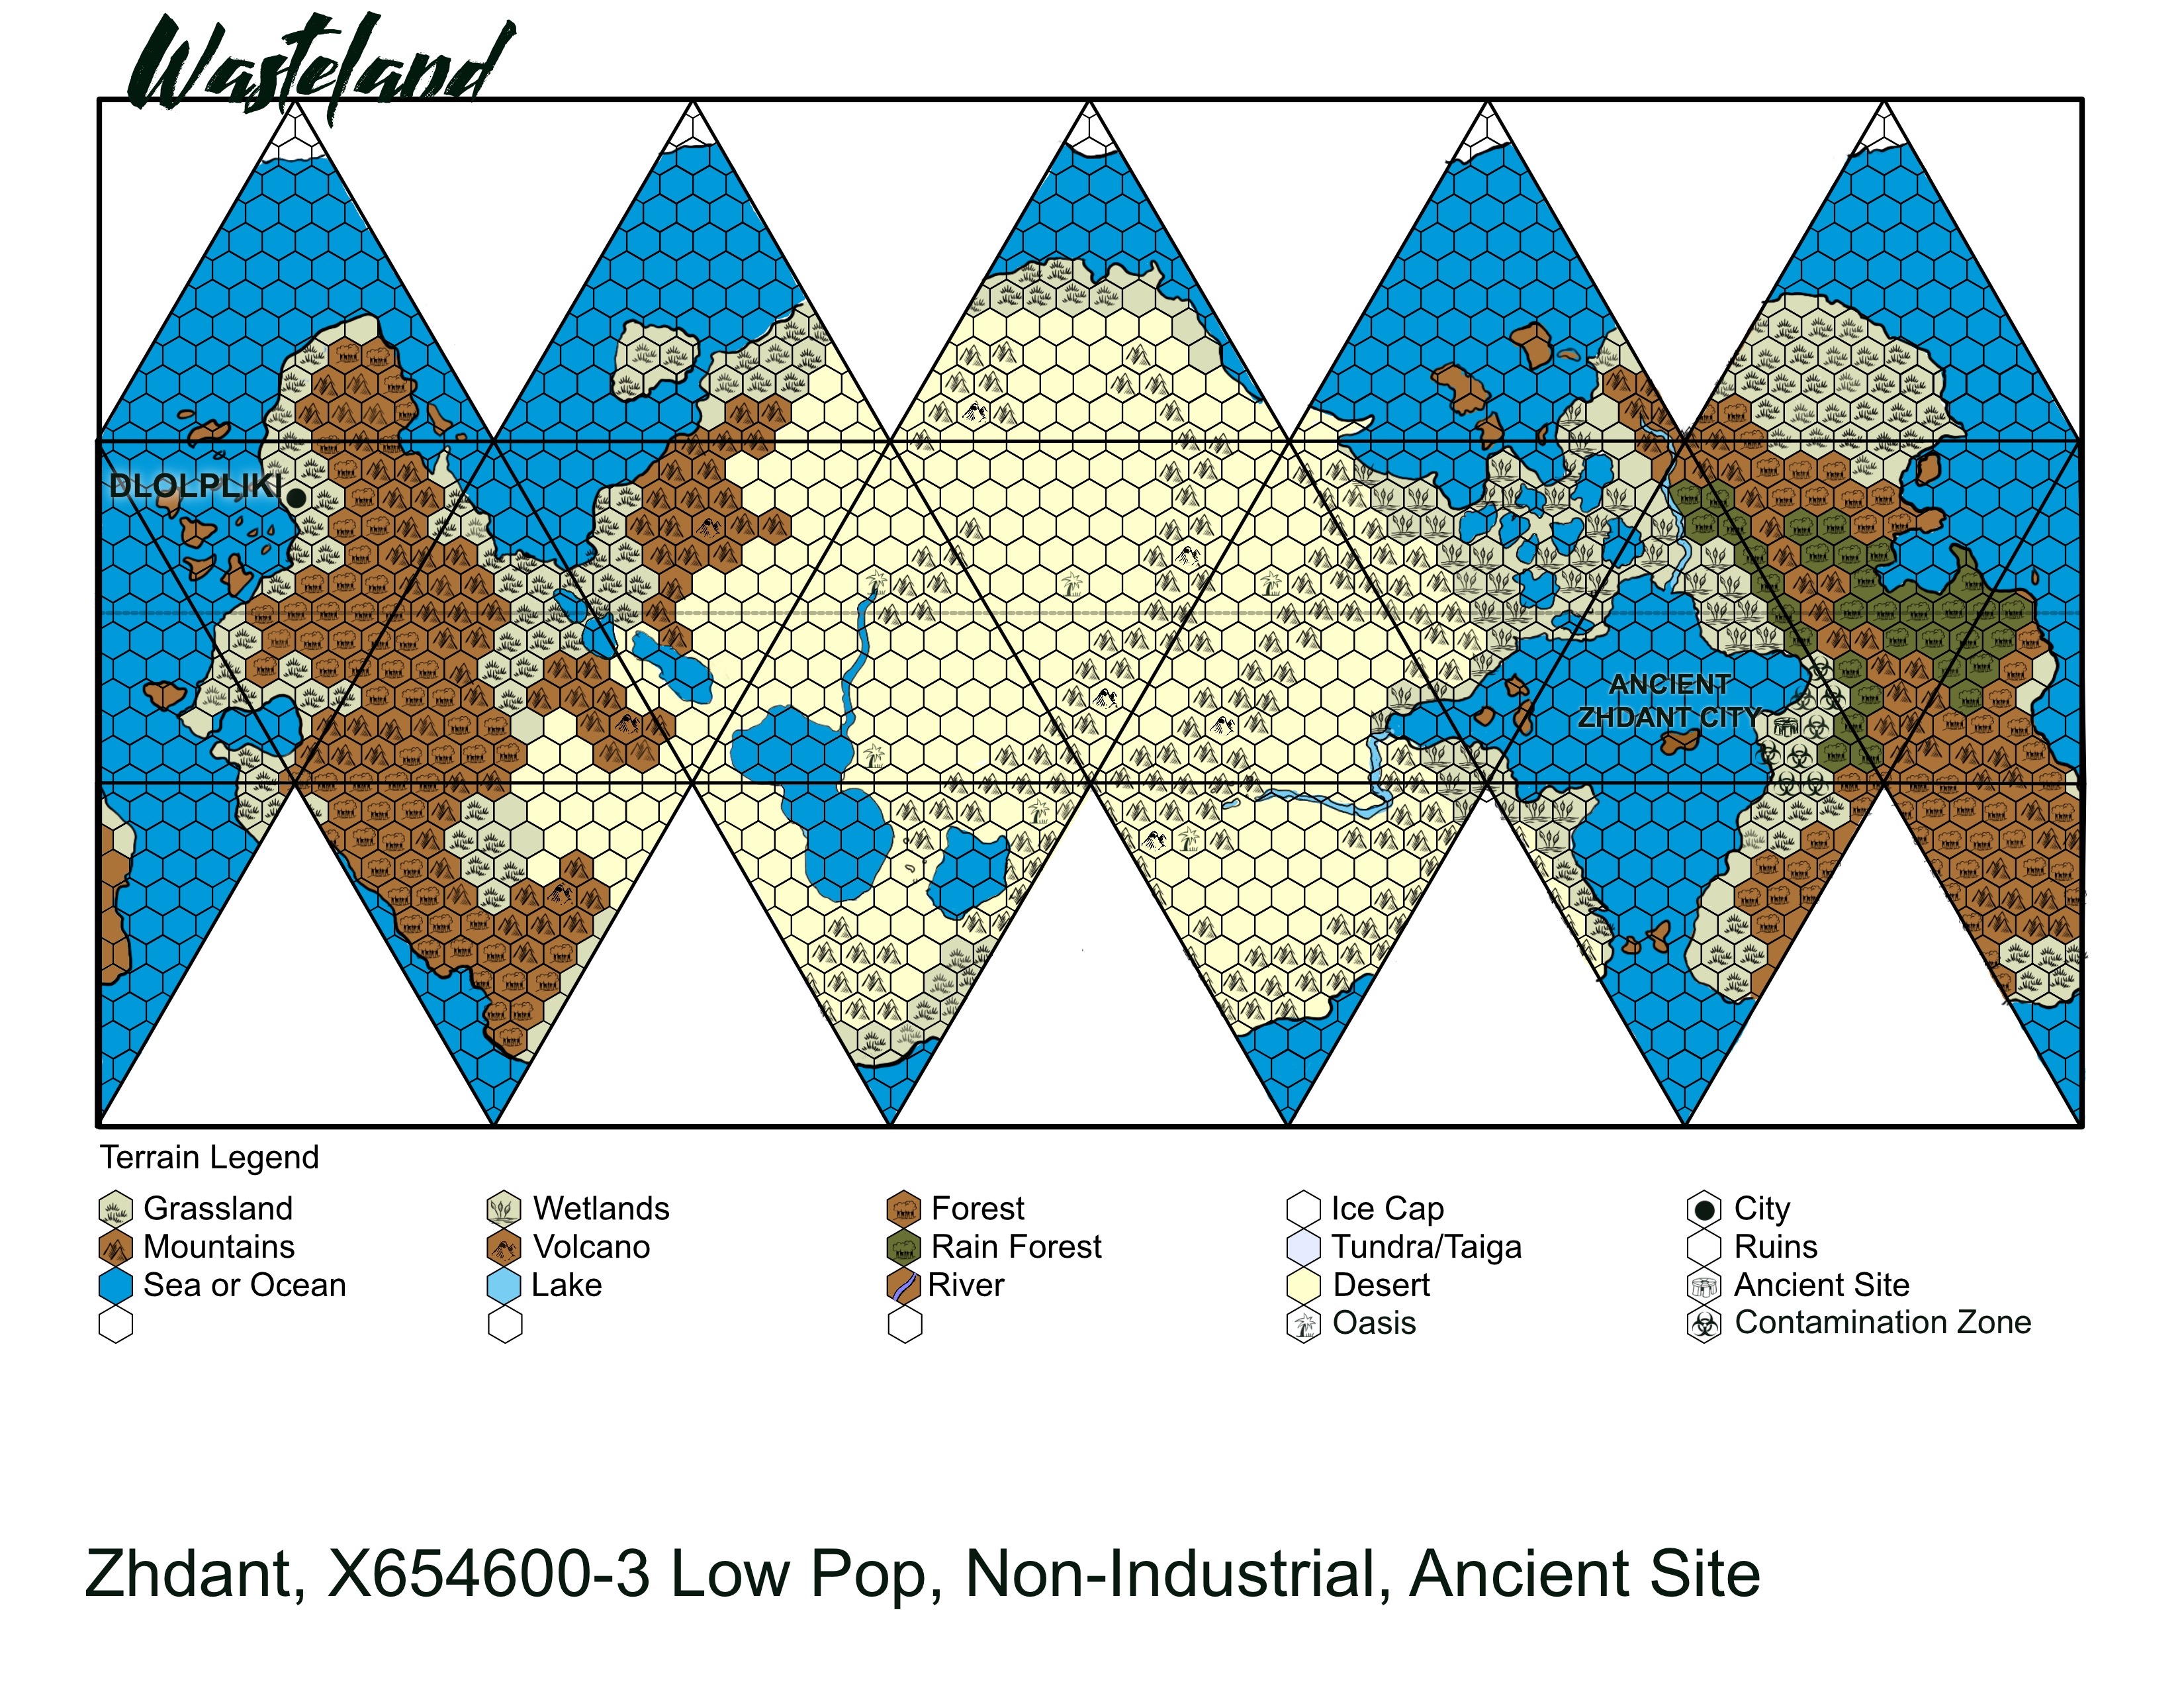 Wasteland
DLOLPLIKI
ANCIENT
ZHDANT CITY
Terrain Legend
Grassland
Wetlands
Forest
Ice Cap
City
Mountains
Volcano
Rain Forest
Tundra/Taiga
Ruins
Sea or Ocean
Lake
River
Desert
Ancient Site
Oasis
Contamination Zone
Zhdant, X654600-3 Low Pop, Non-Industrial, Ancient Site